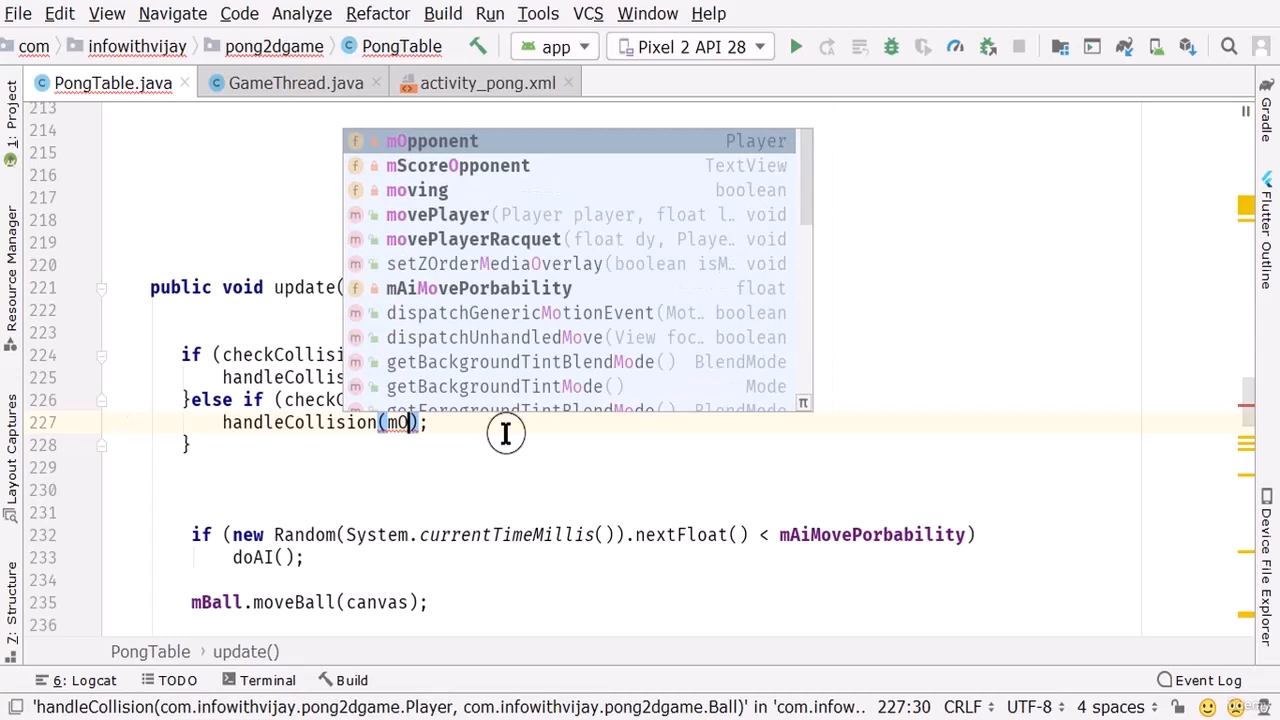 File Edit View Navigate Code Analyze Refactor Build Run Tools VCS Window Help
com infowithvijay pong2dgame PongTable app Pixel 2 API 28
PongTable.java GameThread.java activity_pong.xml
1: Project
Resource Manager
Layout Captures
Z: Structure
213
214
215 mOpponent Player
216 mScoreOpponent TextView
217 moving boolean
218 movePlayer(Player player, float l… void
219 movePlayerRacquet(float dy, Playe… void
220 setZOrderMediaOverlay(boolean isM… void
221 public void update( mAiMovePorbability float
222 dispatchGenericMotionEvent(Mot… boolean
223 dispatchUnhandledMove(View foc… boolean
224 if (checkCollisi getBackgroundTintBlendMode() BlendMode
225 handleCollis getBackgroundTintMode() Mode
226 }else if (checkC getForegroundTintBlendMode() BlendMode
π
227 handleCollision(mO);
228 }
229
230
231
232 if (new Random(System.currentTimeMillis()).nextFloat() < mAiMovePorbability)
233 doAI();
235 mBall.moveBall(canvas);
236
Gradle
Flutter Outline
Device File Explorer
PongTable update()
6: Logcat TODO Terminal Build Event Log
'handleCollision(com.infowithvijay.pong2dgame.Player, com.infowithvijay.pong2dgame.Ball)' in 'com.infow.. 227:30 CRLF UTF-8 4 spaces